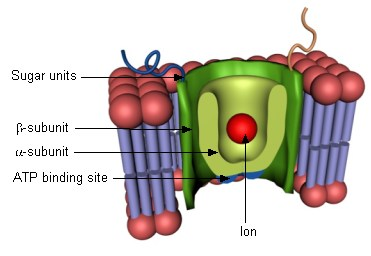 Sugar units
β-subunit
α-subunit
ATP binding site
Ion